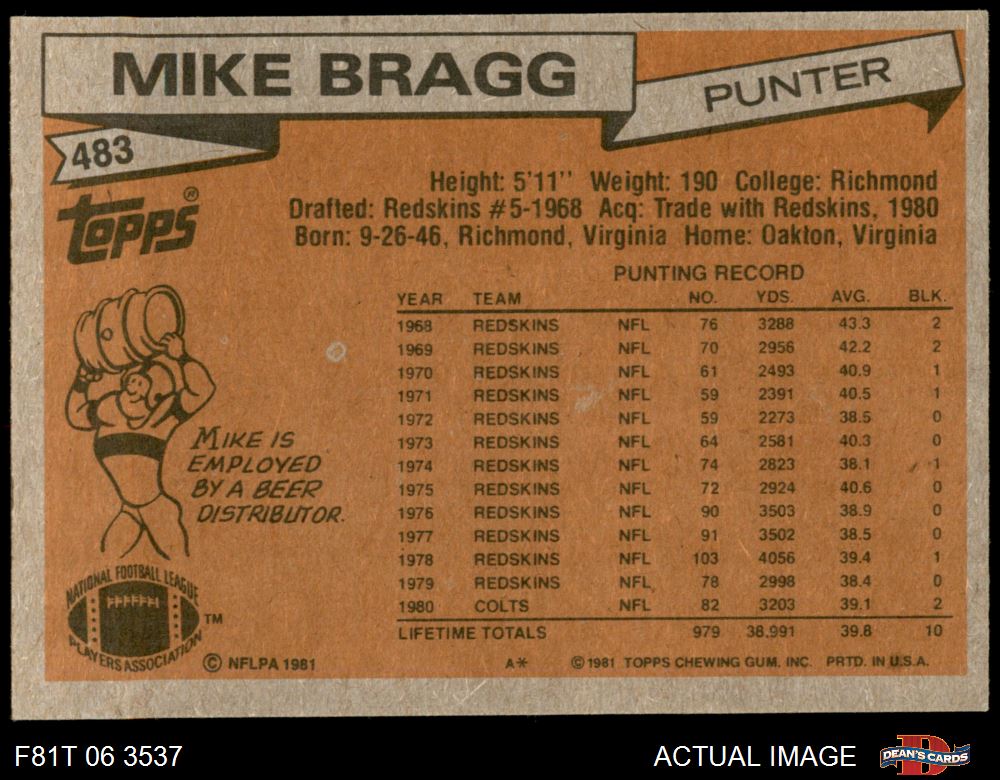 MIKE BRAGG
PUNTER
483
TOPPS®
Height: 5'11'' Weight: 190 College: Richmond
Drafted: Redskins #5-1968 Acq: Trade with Redskins, 1980
Born: 9-26-46, Richmond, Virginia Home: Oakton, Virginia
PUNTING RECORD
YEAR TEAM NO. YDS. AVG. BLK.
1968 REDSKINS NFL 76 3288 43.3 2
1969 REDSKINS NFL 70 2956 42.2 2
1970 REDSKINS NFL 61 2493 40.9 1
1971 REDSKINS NFL 59 2391 40.5 1
1972 REDSKINS NFL 59 2273 38.5 0
1973 REDSKINS NFL 64 2581 40.3 0
1974 REDSKINS NFL 74 2823 38.1 1
1975 REDSKINS NFL 72 2924 40.6 0
1976 REDSKINS NFL 90 3503 38.9 0
1977 REDSKINS NFL 91 3502 38.5 0
1978 REDSKINS NFL 103 4056 39.4 1
1979 REDSKINS NFL 78 2998 38.4 0
1980 COLTS NFL 82 3203 39.1 2
LIFETIME TOTALS 979 38,991 39.8 10
MIKE IS
EMPLOYED
BY A BEER
DISTRIBUTOR.
NATIONAL FOOTBALL LEAGUE
PLAYERS ASSOCIATION
TM
© NFLPA 1981
A* © 1981 TOPPS CHEWING GUM, INC. PRTD. IN U.S.A.
F81T 06 3537
ACTUAL IMAGE
D
DEAN'S CARDS